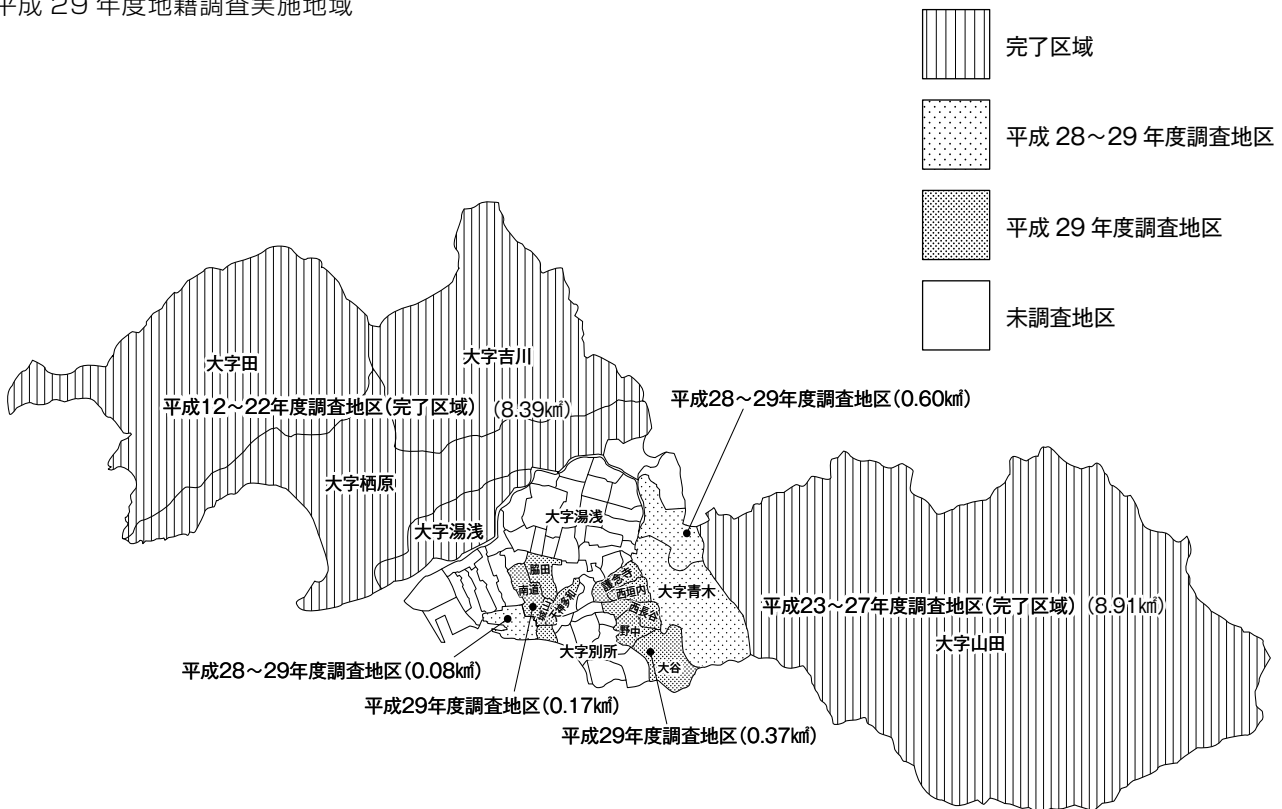 平成 29 年度地籍調査実施地域
完了区域
平成 28～29 年度調査地区
平成 29 年度調査地区
未調査地区
大字田
大字吉川
平成12～22年度調査地区(完了区域) (8.39k㎡)
平成28～29年度調査地区(0.60k㎡)
大字栖原
大字湯浅
大字湯浅
脇田
南道
天神多和
護念寺
西垣内
西長谷
野中
大谷
大字青木
大字別所
平成23～27年度調査地区(完了区域) (8.91k㎡)
大字山田
平成28～29年度調査地区(0.08k㎡)
平成29年度調査地区(0.17k㎡)
平成29年度調査地区(0.37k㎡)